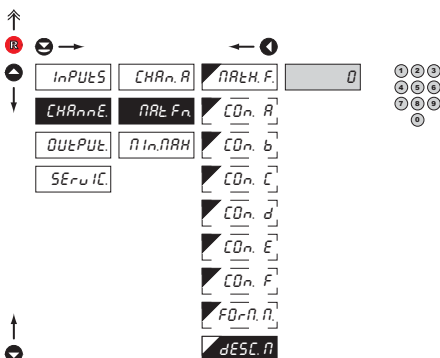 R
InPUtS CHAn. A MAtH. F. 0
CHAnnE. MAt Fn. COn. A
OUtPUt. MIn.MAH COn. b
SErvIC. COn. C
COn. d
COn. E
COn. F
FOrM. M.
dESC. M
1 2 3
4 5 6
7 8 9
0